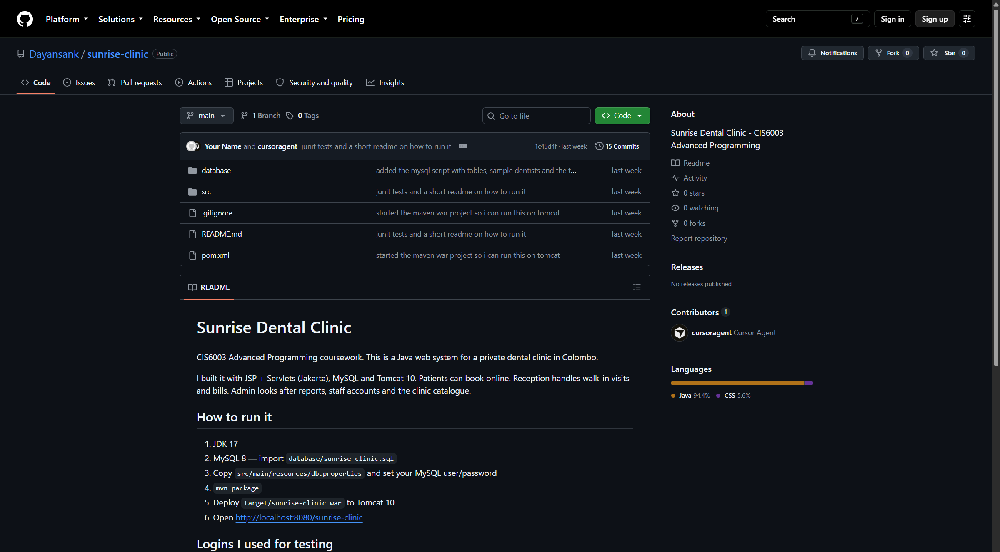 Platform Solutions Resources Open Source Enterprise Pricing Search / Sign in Sign up
Dayansank / sunrise-clinic Public Notifications Fork 0 Star 0
Code Issues Pull requests Actions Projects Security and quality Insights
main 1 Branch 0 Tags Go to file Code
Your Name and cursoragent junit tests and a short readme on how to run it 1c45d4f · last week 15 Commits
database added the mysql script with tables, sample dentists and the t... last week
src junit tests and a short readme on how to run it last week
.gitignore started the maven war project so i can run this on tomcat last week
README.md junit tests and a short readme on how to run it last week
pom.xml started the maven war project so i can run this on tomcat last week
README
Sunrise Dental Clinic
CIS6003 Advanced Programming coursework. This is a Java web system for a private dental clinic in Colombo.
I built it with JSP + Servlets (Jakarta), MySQL and Tomcat 10. Patients can book online. Reception handles walk-in visits
and bills. Admin looks after reports, staff accounts and the clinic catalogue.
How to run it
1. JDK 17
2. MySQL 8 — import database/sunrise_clinic.sql
3. Copy src/main/resources/db.properties and set your MySQL user/password
4. mvn package
5. Deploy target/sunrise-clinic.war to Tomcat 10
6. Open http://localhost:8080/sunrise-clinic
Logins I used for testing
About
Sunrise Dental Clinic - CIS6003
Advanced Programming
Readme
Activity
0 stars
0 watching
0 forks
Report repository
Releases
No releases published
Contributors 1
cursoragent Cursor Agent
Languages
Java 94.4% CSS 5.6%